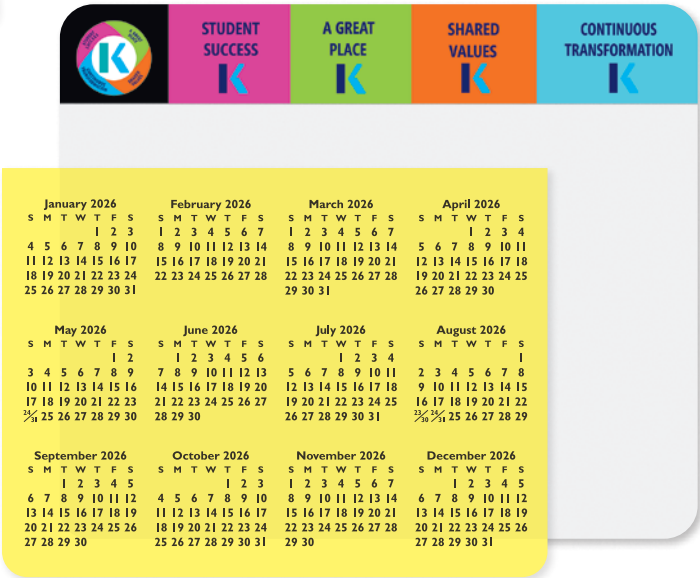 K
STUDENT
SUCCESS
K
A GREAT
PLACE
K
SHARED
VALUES
K
CONTINUOUS
TRANSFORMATION
K
January 2026
S M T W T F S
1 2 3
4 5 6 7 8 9 10
11 12 13 14 15 16 17
18 19 20 21 22 23 24
25 26 27 28 29 30 31
February 2026
S M T W T F S
1 2 3 4 5 6 7
8 9 10 11 12 13 14
15 16 17 18 19 20 21
22 23 24 25 26 27 28
March 2026
S M T W T F S
1 2 3 4 5 6 7
8 9 10 11 12 13 14
15 16 17 18 19 20 21
22 23 24 25 26 27 28
29 30 31
April 2026
S M T W T F S
1 2 3 4
5 6 7 8 9 10 11
12 13 14 15 16 17 18
19 20 21 22 23 24 25
26 27 28 29 30
May 2026
S M T W T F S
1 2
3 4 5 6 7 8 9
10 11 12 13 14 15 16
17 18 19 20 21 22 23
24/31 25 26 27 28 29 30
June 2026
S M T W T F S
1 2 3 4 5 6
7 8 9 10 11 12 13
14 15 16 17 18 19 20
21 22 23 24 25 26 27
28 29 30
July 2026
S M T W T F S
1 2 3 4
5 6 7 8 9 10 11
12 13 14 15 16 17 18
19 20 21 22 23 24 25
26 27 28 29 30 31
August 2026
S M T W T F S
1
2 3 4 5 6 7 8
9 10 11 12 13 14 15
16 17 18 19 20 21 22
23/30 24/31 25 26 27 28 29
September 2026
S M T W T F S
1 2 3 4 5
6 7 8 9 10 11 12
13 14 15 16 17 18 19
20 21 22 23 24 25 26
27 28 29 30
October 2026
S M T W T F S
1 2 3
4 5 6 7 8 9 10
11 12 13 14 15 16 17
18 19 20 21 22 23 24
25 26 27 28 29 30 31
November 2026
S M T W T F S
1 2 3 4 5 6 7
8 9 10 11 12 13 14
15 16 17 18 19 20 21
22 23 24 25 26 27 28
29 30
December 2026
S M T W T F S
1 2 3 4 5
6 7 8 9 10 11 12
13 14 15 16 17 18 19
20 21 22 23 24 25 26
27 28 29 30 31